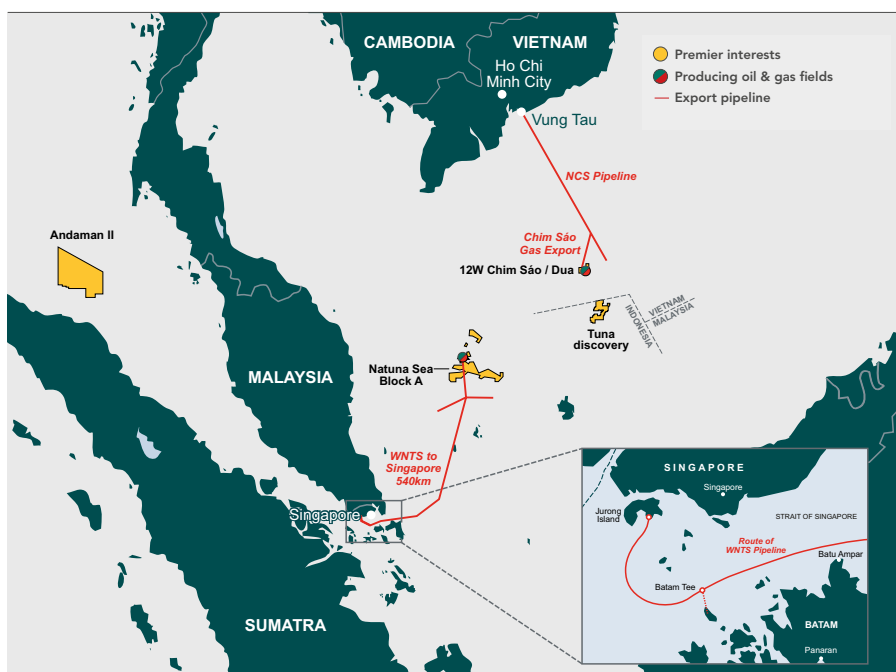 CAMBODIA
VIETNAM
Ho Chi
Minh City
Vung Tau
Premier interests
Producing oil & gas fields
Export pipeline
NCS Pipeline
Andaman II
Chim Sáo
Gas Export
12W Chim Sáo / Dua
VIETNAM
MALAYSIA
INDONESIA
Tuna
discovery
Natuna Sea
Block A
MALAYSIA
WNTS to
Singapore
540km
Singapore
SUMATRA
SINGAPORE
Singapore
Jurong
Island
STRAIT OF SINGAPORE
Route of
WNTS Pipeline
Batu Ampar
Batam Tee
BATAM
Panaran